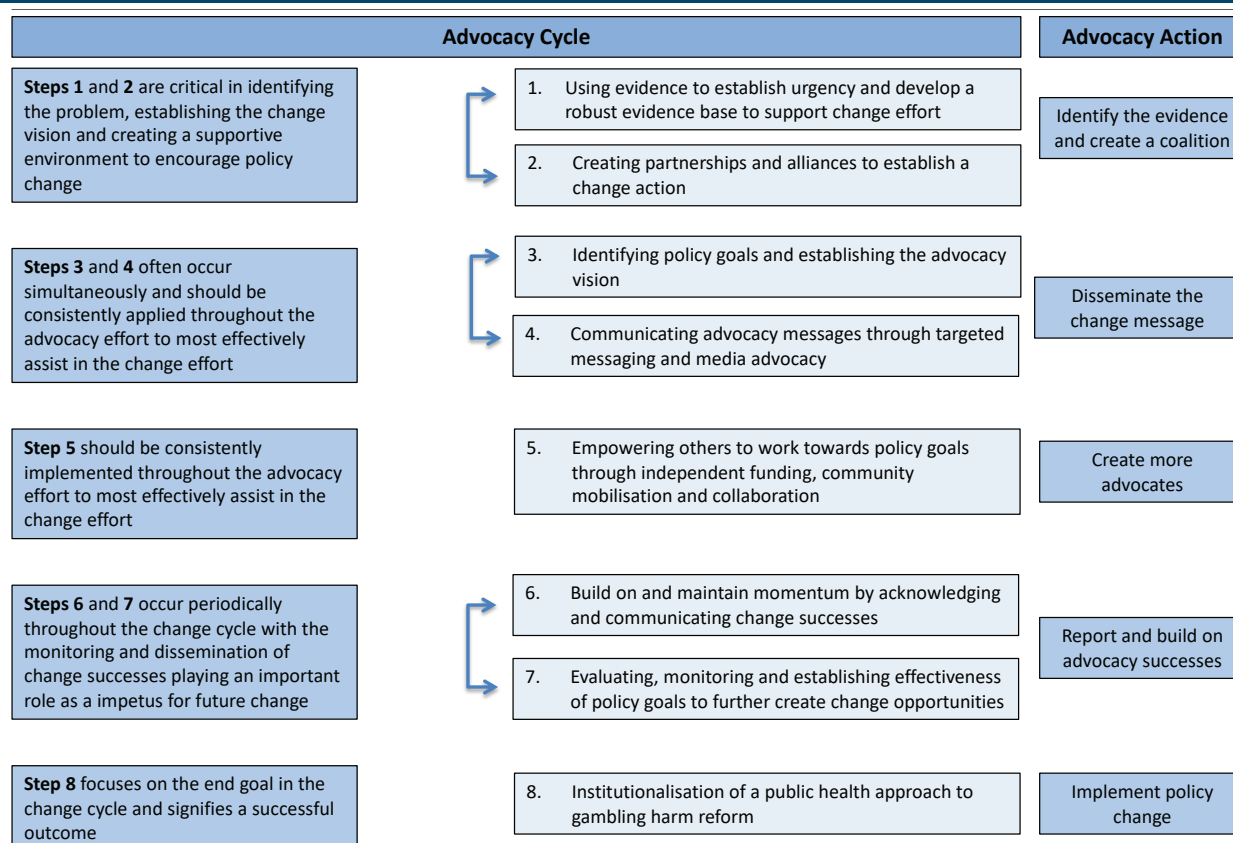 Advocacy Cycle
Advocacy Action
Steps 1 and 2 are critical in identifying
the problem, establishing the change
vision and creating a supportive
environment to encourage policy
change
1. Using evidence to establish urgency and develop a
robust evidence base to support change effort
2. Creating partnerships and alliances to establish a
change action
Identify the evidence
and create a coalition
Steps 3 and 4 often occur
simultaneously and should be
consistently applied throughout the
advocacy effort to most effectively
assist in the change effort
3. Identifying policy goals and establishing the advocacy
vision
4. Communicating advocacy messages through targeted
messaging and media advocacy
Disseminate the
change message
Step 5 should be consistently
implemented throughout the advocacy
effort to most effectively assist in the
change effort
5. Empowering others to work towards policy goals
through independent funding, community
mobilisation and collaboration
Create more
advocates
Steps 6 and 7 occur periodically
throughout the change cycle with the
monitoring and dissemination of
change successes playing an important
role as a impetus for future change
6. Build on and maintain momentum by acknowledging
and communicating change successes
7. Evaluating, monitoring and establishing effectiveness
of policy goals to further create change opportunities
Report and build on
advocacy successes
Step 8 focuses on the end goal in the
change cycle and signifies a successful
outcome
8. Institutionalisation of a public health approach to
gambling harm reform
Implement policy
change